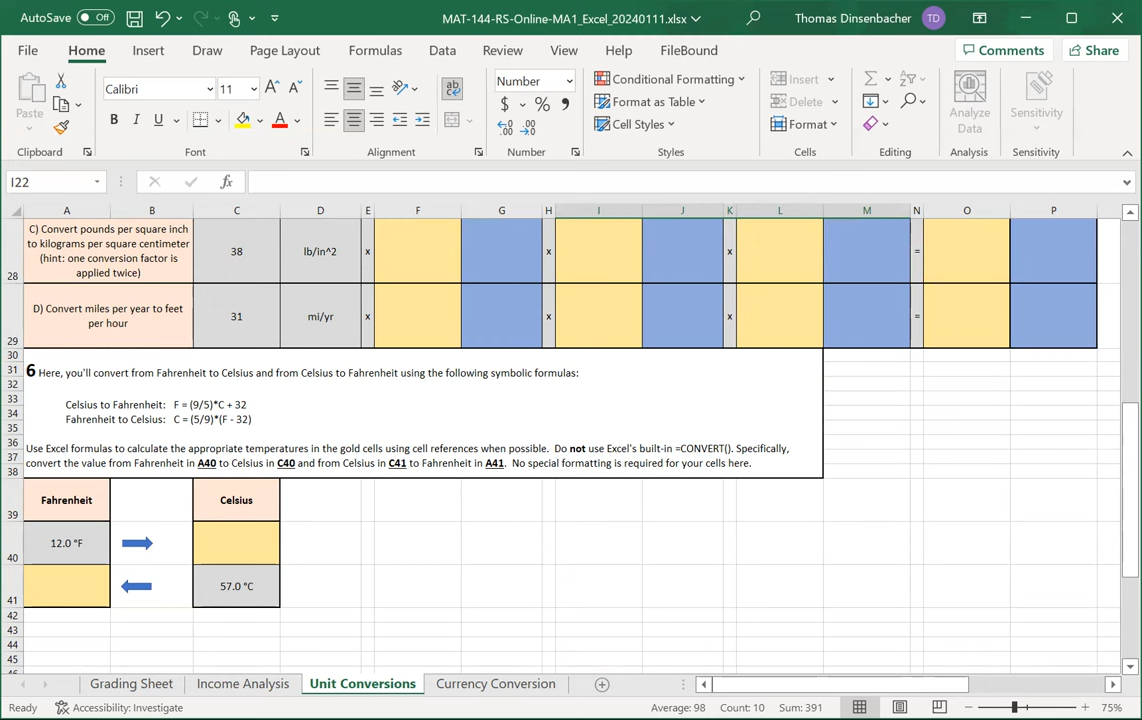 AutoSave Off MAT-144-RS-Online-MA1_Excel_20240111.xlsx Thomas Dinsenbacher TD
File Home Insert Draw Page Layout Formulas Data Review View Help FileBound Comments Share
Paste Calibri 11 A A ab c Number Conditional Formatting Insert Analyze Data Sensitivity
B I U A $ % , Format as Table Delete
.00 .00 Cell Styles Format
Clipboard Font Alignment Number Styles Cells Editing Analysis Sensitivity
I22 fx
A B C D E F G H I J K L M N O P
C) Convert pounds per square inch
to kilograms per square centimeter
(hint: one conversion factor is
applied twice)
28 38 lb/in^2 x x x =
D) Convert miles per year to feet
per hour
29 31 mi/yr x x x =
30
31 6 Here, you'll convert from Fahrenheit to Celsius and from Celsius to Fahrenheit using the following symbolic formulas:
32
33 Celsius to Fahrenheit: F = (9/5)*C + 32
34 Fahrenheit to Celsius: C = (5/9)*(F - 32)
35
36 Use Excel formulas to calculate the appropriate temperatures in the gold cells using cell references when possible. Do not use Excel's built-in =CONVERT(). Specifically,
37 convert the value from Fahrenheit in A40 to Celsius in C40 and from Celsius in C41 to Fahrenheit in A41. No special formatting is required for your cells here.
38
39 Fahrenheit Celsius
40 12.0 °F
41 57.0 °C
42
43
44
45
Grading Sheet Income Analysis Unit Conversions Currency Conversion
Ready Accessibility: Investigate Average: 98 Count: 10 Sum: 391 75%